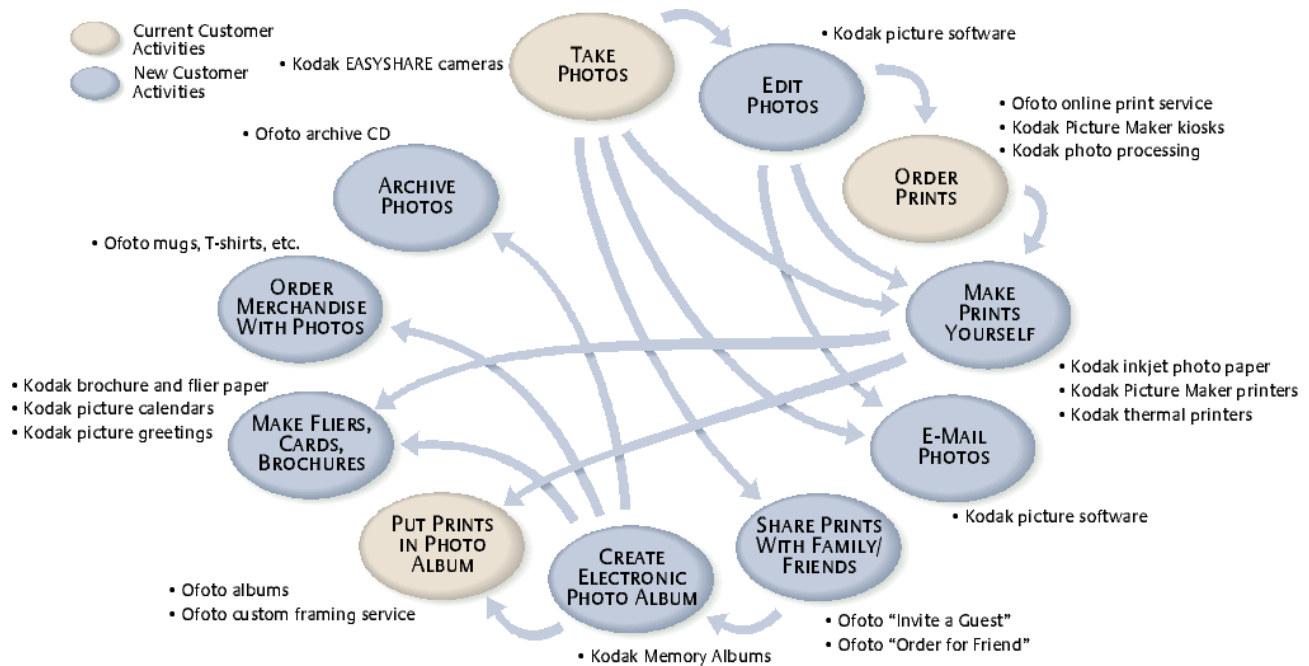 Current Customer
Activities
New Customer
Activities
• Kodak EASYSHARE cameras
TAKE
PHOTOS
• Kodak picture software
EDIT
PHOTOS
• Ofoto online print service
• Kodak Picture Maker kiosks
• Kodak photo processing
ORDER
PRINTS
• Ofoto archive CD
ARCHIVE
PHOTOS
• Ofoto mugs, T-shirts, etc.
ORDER
MERCHANDISE
WITH PHOTOS
MAKE
PRINTS
YOURSELF
• Kodak inkjet photo paper
• Kodak Picture Maker printers
• Kodak thermal printers
• Kodak brochure and flier paper
• Kodak picture calendars
• Kodak picture greetings
MAKE FLIERS,
CARDS,
BROCHURES
E-MAIL
PHOTOS
• Kodak picture software
PUT PRINTS
IN PHOTO
ALBUM
• Ofoto albums
• Ofoto custom framing service
CREATE
ELECTRONIC
PHOTO ALBUM
• Kodak Memory Albums
SHARE PRINTS
WITH FAMILY/
FRIENDS
• Ofoto “Invite a Guest”
• Ofoto “Order for Friend”